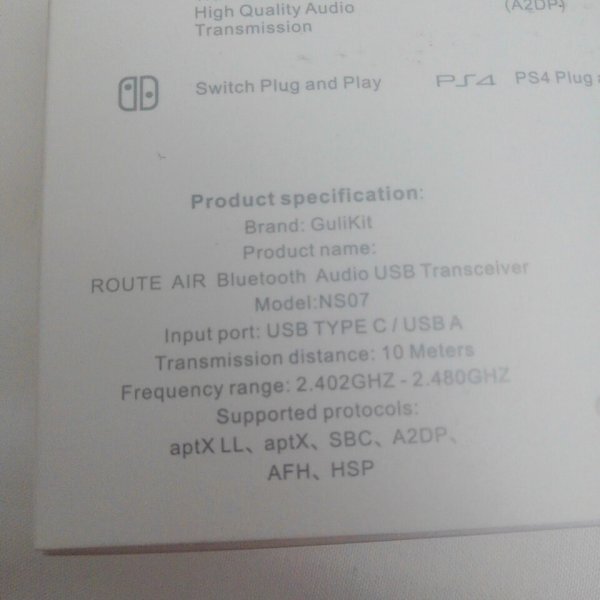 High Quality Audio
Transmission
(A2DP)
Switch Plug and Play
PS4 PS4 Plug
Product specification:
Brand: GuliKit
Product name:
ROUTE AIR Bluetooth Audio USB Transceiver
Model:NS07
Input port: USB TYPE C / USB A
Transmission distance: 10 Meters
Frequency range: 2.402GHZ - 2.480GHZ
Supported protocols:
aptX LL、aptX、SBC、A2DP、
AFH、HSP